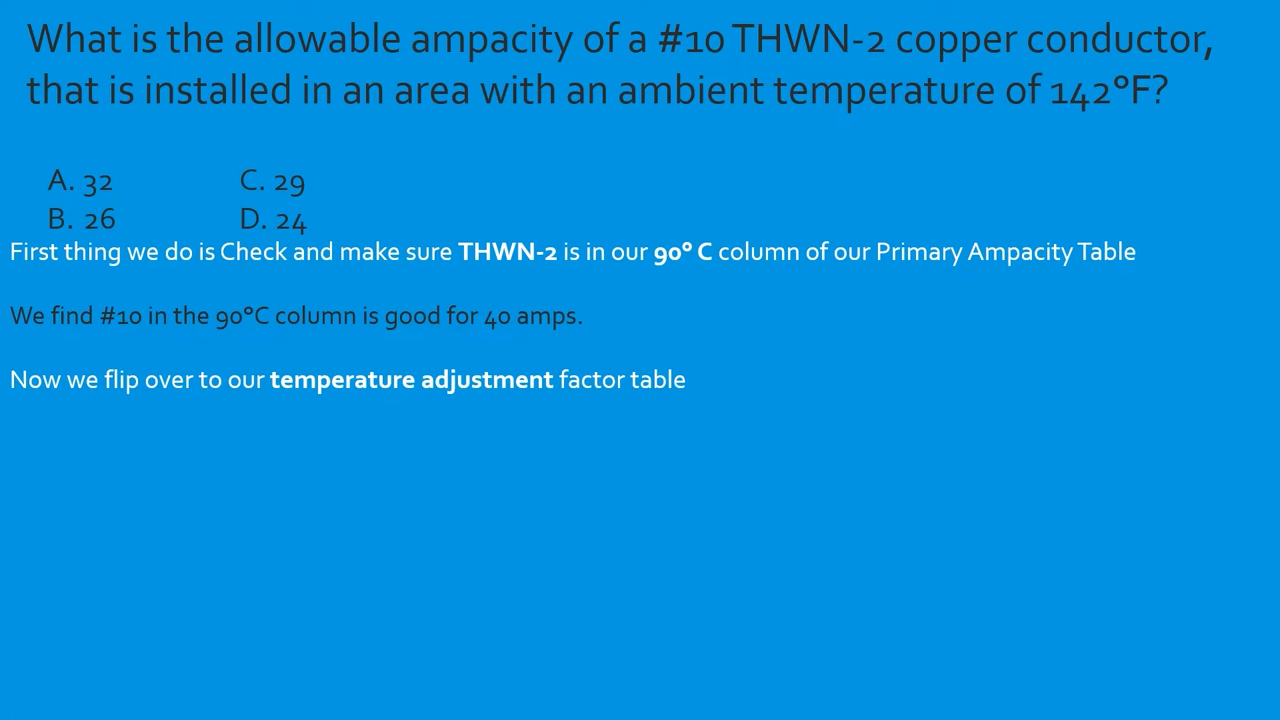 What is the allowable ampacity of a #10 THWN-2 copper conductor,
that is installed in an area with an ambient temperature of 142°F?
A. 32 C. 29
B. 26 D. 24
First thing we do is Check and make sure THWN-2 is in our 90° C column of our Primary Ampacity Table
We find #10 in the 90°C column is good for 40 amps.
Now we flip over to our temperature adjustment factor table